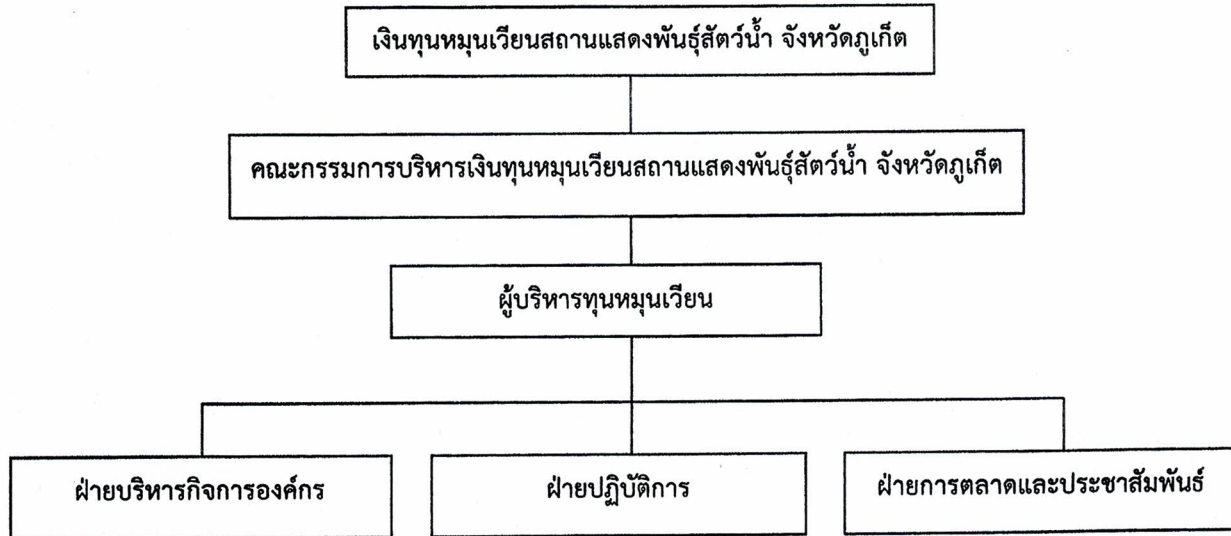 เงินทุนหมุนเวียนสถานแสดงพันธุ์สัตว์น้ำ จังหวัดภูเก็ต
คณะกรรมการบริหารเงินทุนหมุนเวียนสถานแสดงพันธุ์สัตว์น้ำ จังหวัดภูเก็ต
ผู้บริหารทุนหมุนเวียน
ฝ่ายบริหารกิจการองค์กร
ฝ่ายปฏิบัติการ
ฝ่ายการตลาดและประชาสัมพันธ์